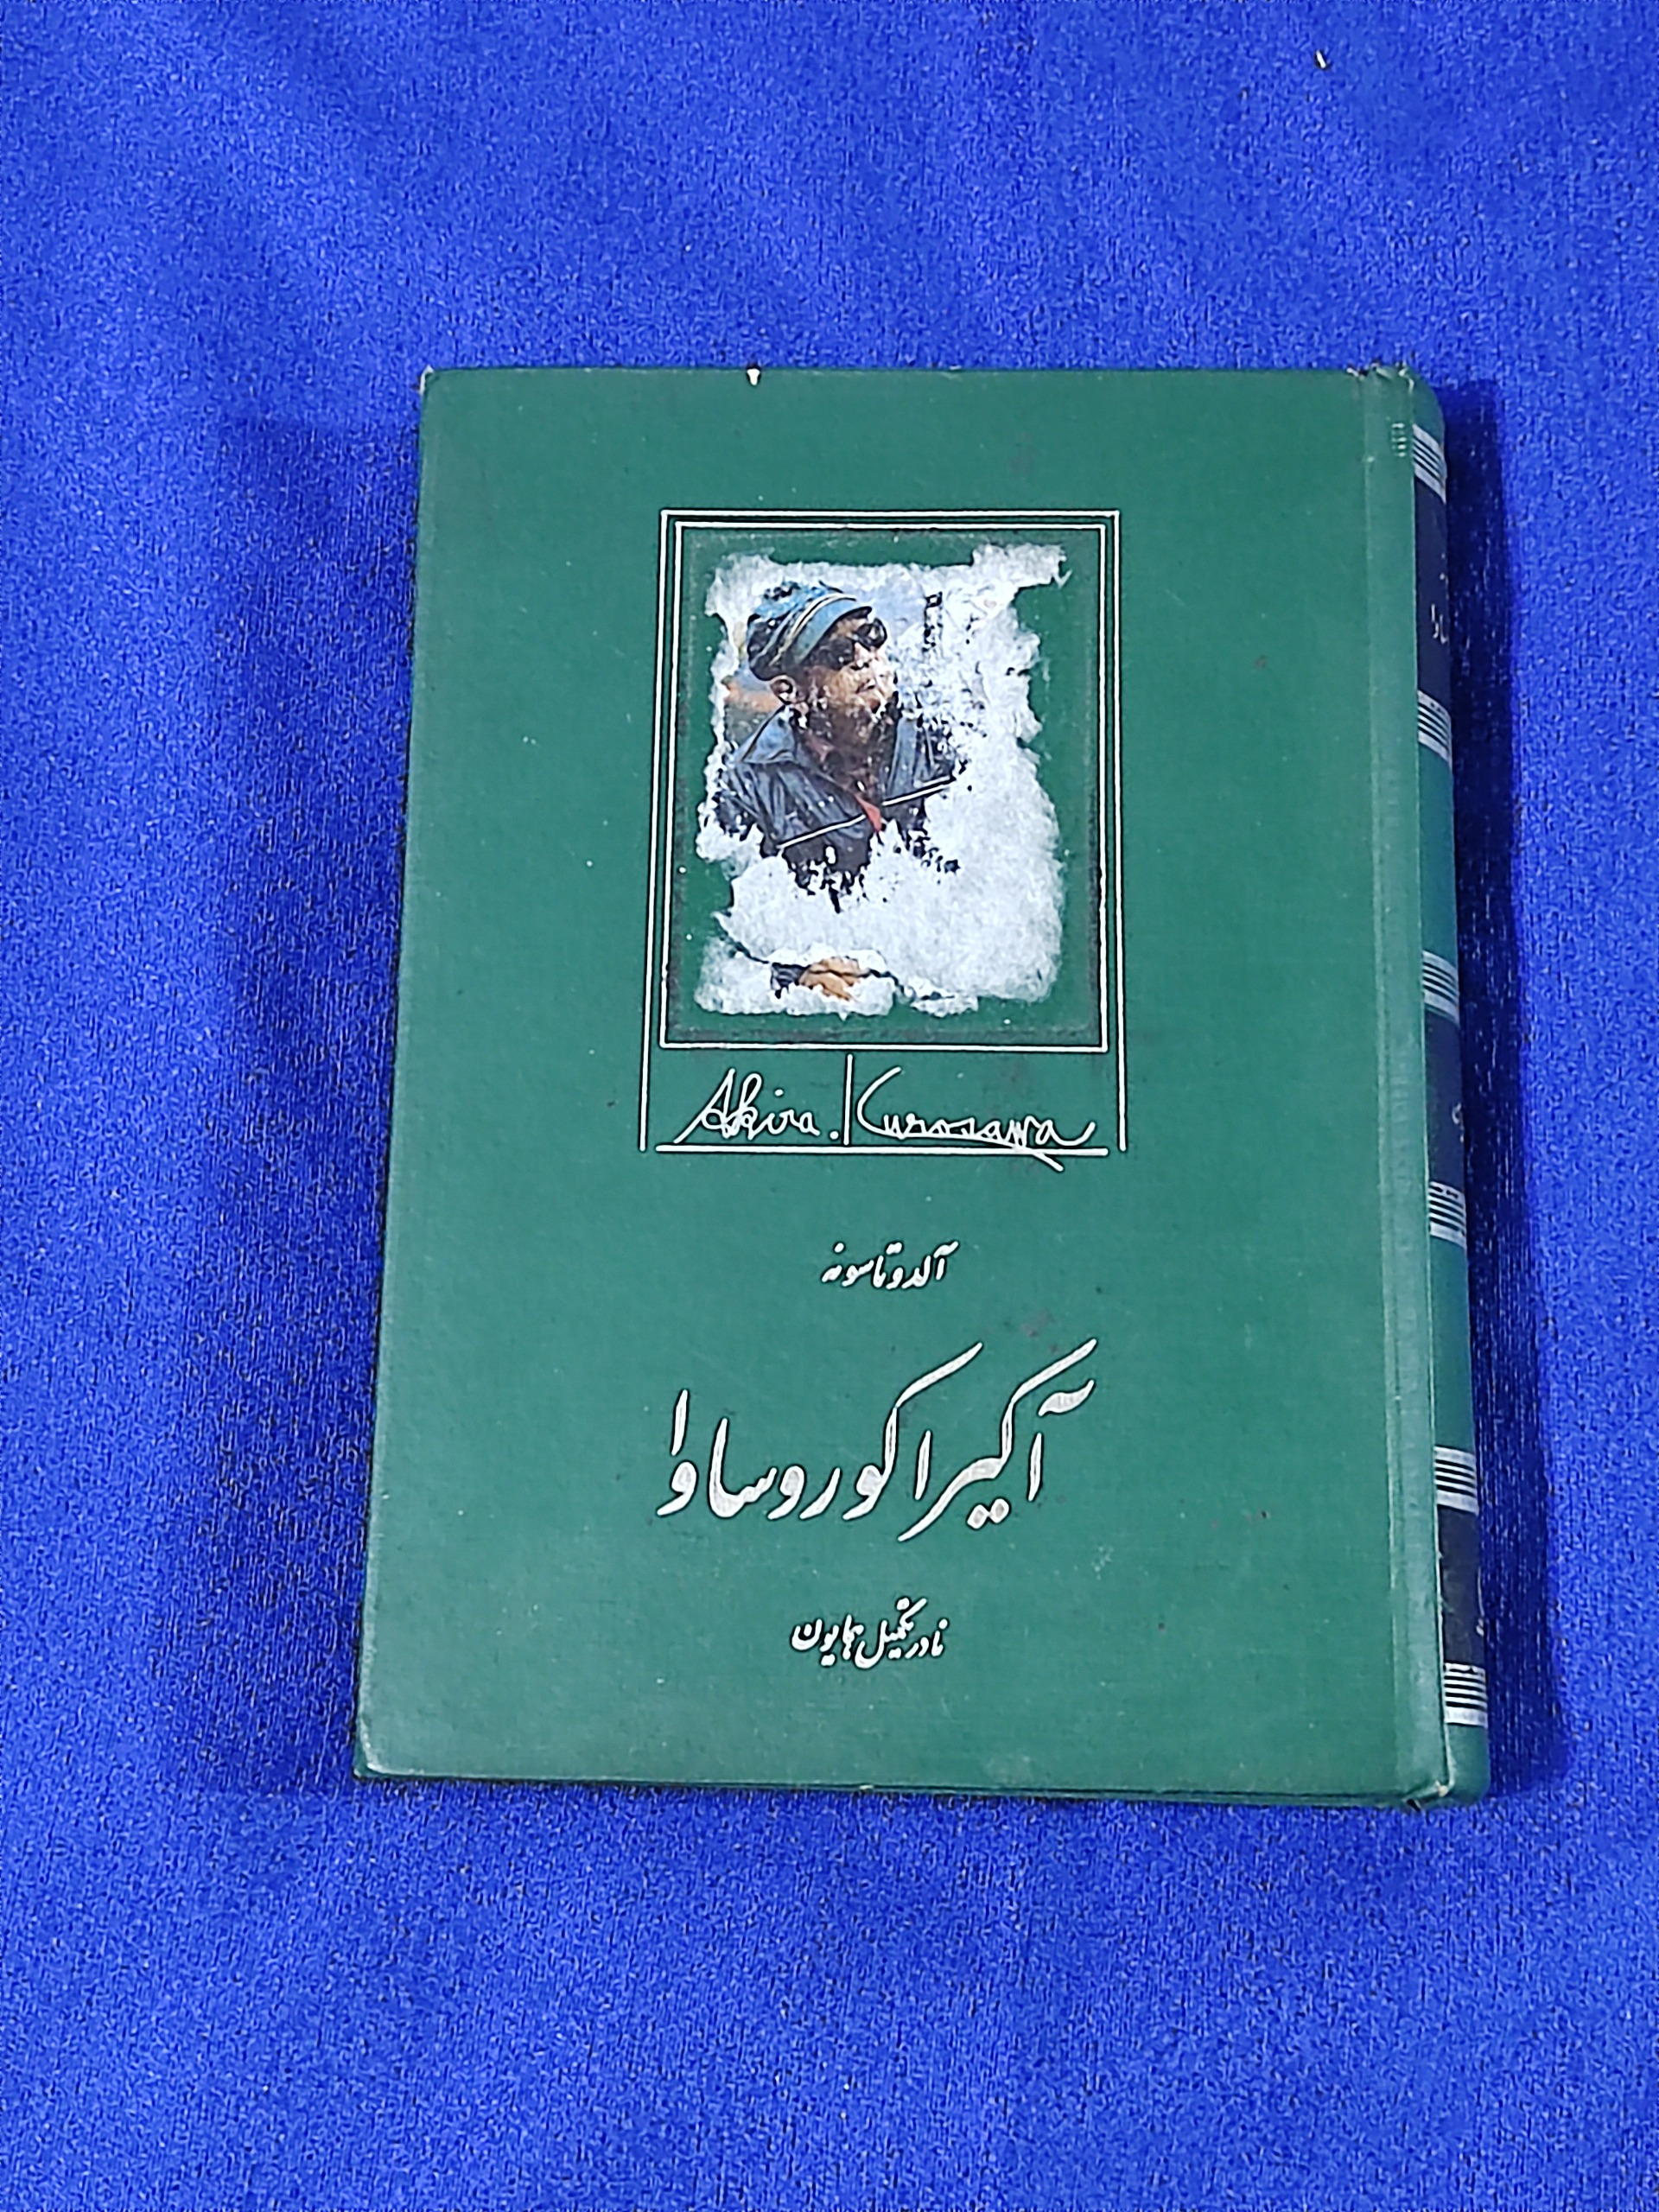 Akira. Kurosawa
آلدو تاسونه
آکیرا کوروساوا
نادر تکمیل همایون